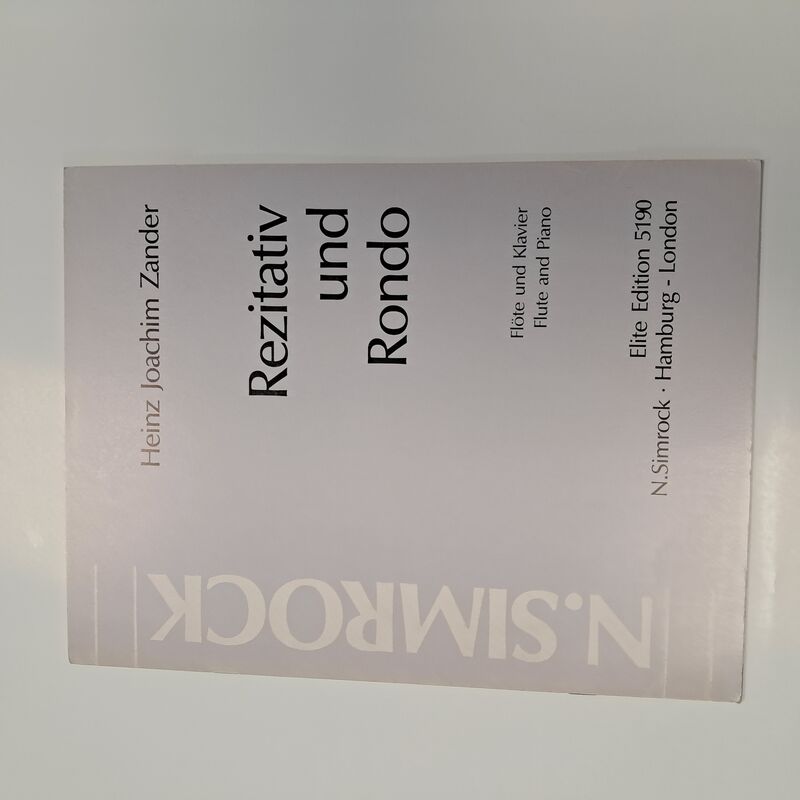 Heinz Joachim Zander
Rezitativ
und
Rondo
Flöte und Klavier
Flute and Piano
Elite Edition 5190
N.Simrock · Hamburg - London
N.SIMROCK